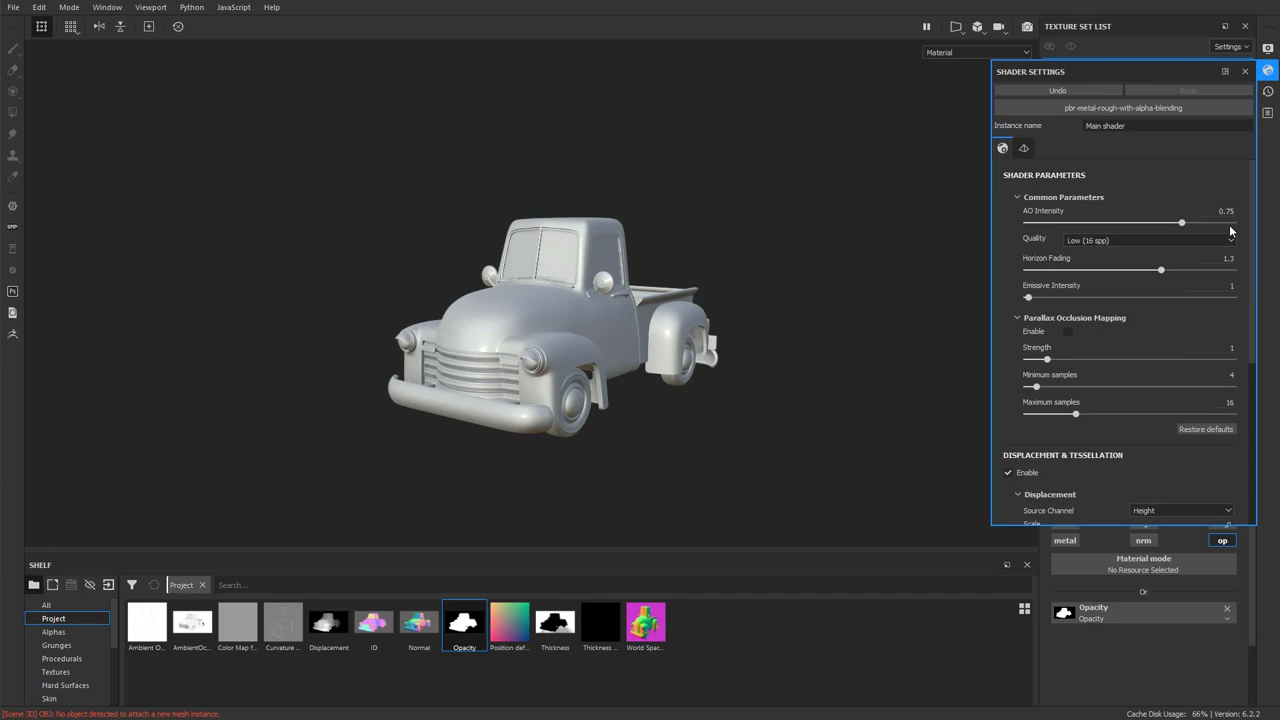 File Edit Mode Window Viewport Python JavaScript Help
TEXTURE SET LIST
Settings
Material
SHADER SETTINGS
Undo Redo
pbr-metal-rough-with-alpha-blending
Instance name Main shader
SHADER PARAMETERS
Common Parameters
AO Intensity 0.75
Quality Low (16 spp)
Horizon Fading 1.3
Emissive Intensity 1
Parallax Occlusion Mapping
Enable
Strength 1
Minimum samples 4
Maximum samples 16
Restore defaults
DISPLACEMENT & TESSELLATION
Enable
Displacement
Source Channel Height
Scale
metal nrm op
Material mode
No Resource Selected
Or
Opacity
Opacity
SHELF
Project Search...
All
Project
Alphas
Grunges
Procedurals
Textures
Hard Surfaces
Skin
Ambient O... AmbientOc... Color Map f... Curvature ... Displacement ID Normal Opacity Position def... Thickness Thickness ... World Spac...
Ps
[Scene 3D] OBJ: No object detected to attach a new mesh instance.
Cache Disk Usage: 66% | Version: 6.2.2